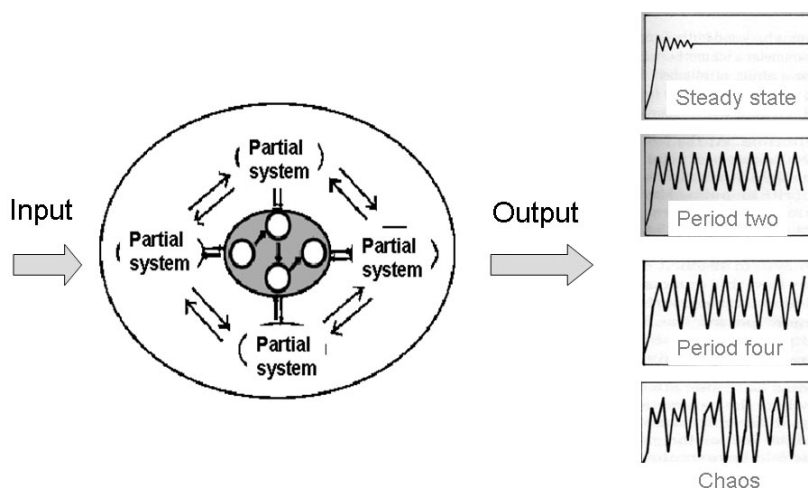 Input
Partial
system
Partial
system
Partial
system
Partial
system
Output
Steady state
Period two
Period four
Chaos